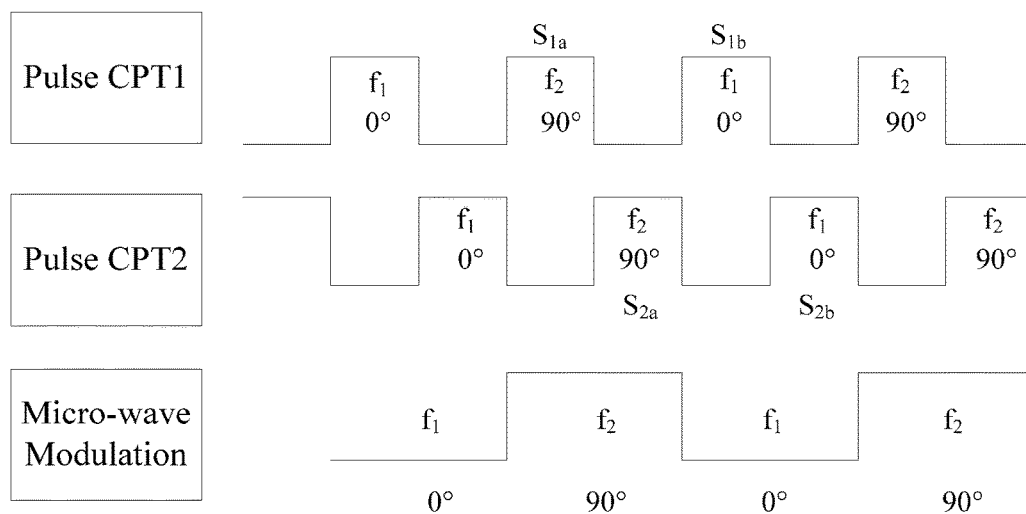 S₁ₐ S₁b
Pulse CPT1
f₁ f₂ f₁ f₂
0° 90° 0° 90°
f₁ f₂ f₁ f₂
Pulse CPT2
0° 90° 0° 90°
S₂ₐ S₂b
Micro-wave
Modulation
f₁ f₂ f₁ f₂
0° 90° 0° 90°